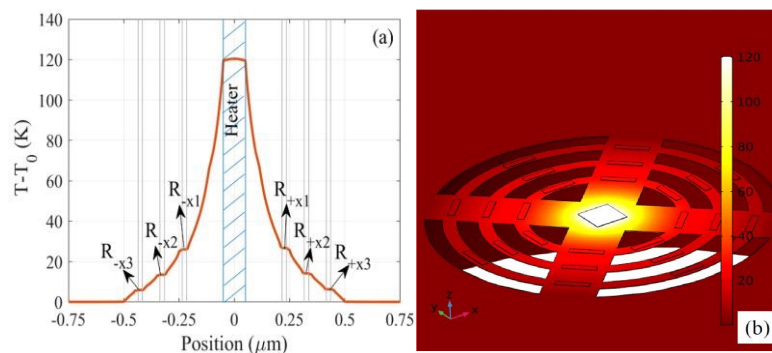 140
120
100
80
60
40
20
0
T-T0 (K)
(a)
Heater
R-x1
R-x2
R-x3
R+x1
R+x2
R+x3
-0.75 -0.5 -0.25 0 0.25 0.5 0.75
Position (μm)
120
100
80
60
40
20
z
y
x
(b)